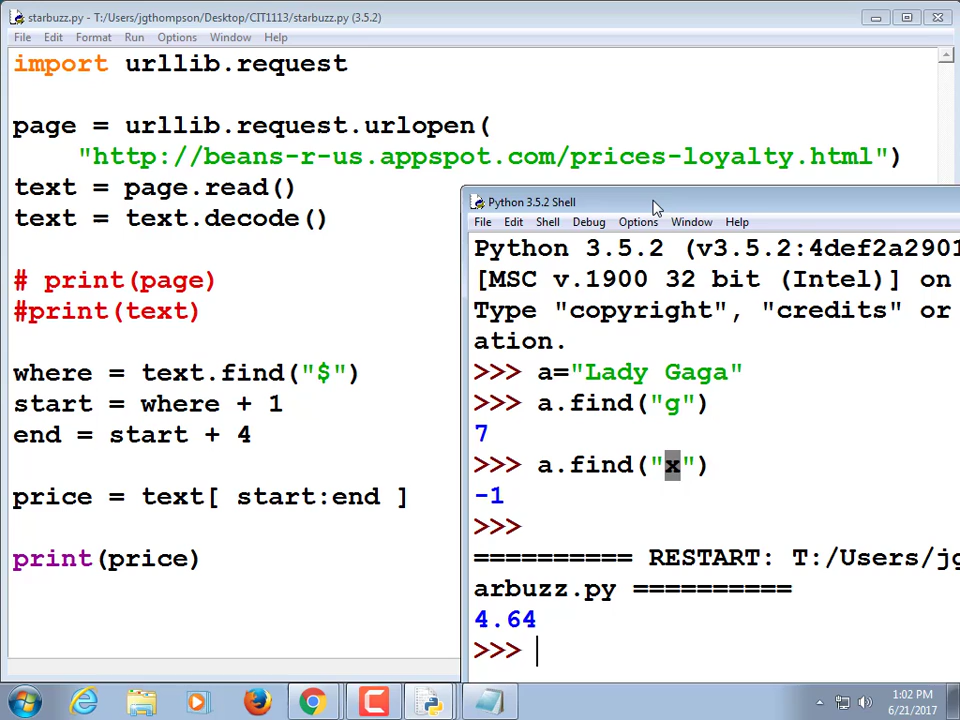 starbuzz.py - T:/Users/jgthompson/Desktop/CIT1113/starbuzz.py (3.5.2)
File Edit Format Run Options Window Help
import urllib.request
page = urllib.request.urlopen(
"http://beans-r-us.appspot.com/prices-loyalty.html")
text = page.read()
text = text.decode()
# print(page)
#print(text)
where = text.find("$")
start = where + 1
end = start + 4
price = text[ start:end ]
print(price)
Python 3.5.2 Shell
File Edit Shell Debug Options Window Help
Python 3.5.2 (v3.5.2:4def2a2901
[MSC v.1900 32 bit (Intel)] on
Type "copyright", "credits" or
ation.
>>> a="Lady Gaga"
>>> a.find("g")
7
>>> a.find("x")
-1
>>>
========== RESTART: T:/Users/jg
arbuzz.py ==========
4.64
>>>
1:02 PM
6/21/2017